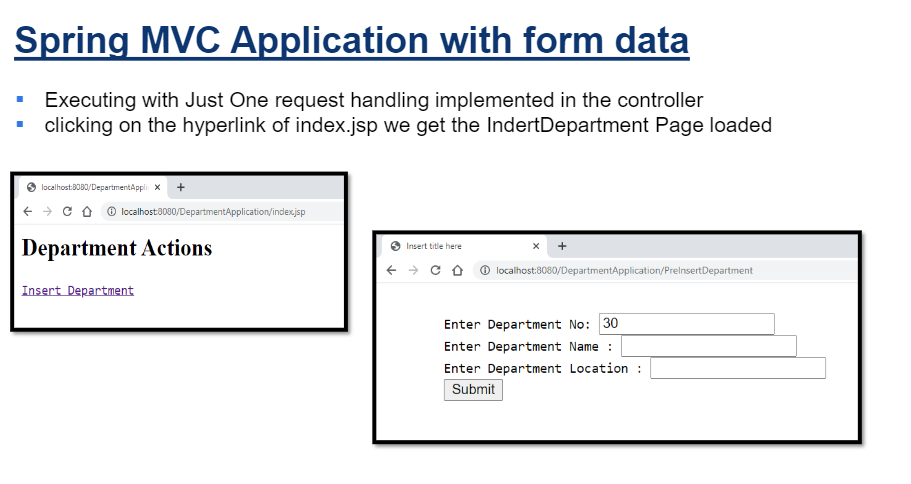 Spring MVC Application with form data
Executing with Just One request handling implemented in the controller
clicking on the hyperlink of index.jsp we get the IndertDepartment Page loaded
localhost:8080/DepartmentAppli
localhost:8080/DepartmentApplication/index.jsp
Department Actions
Insert Department
Insert title here
localhost:8080/DepartmentApplication/PreInsertDepartment
Enter Department No: 30
Enter Department Name :
Enter Department Location :
Submit